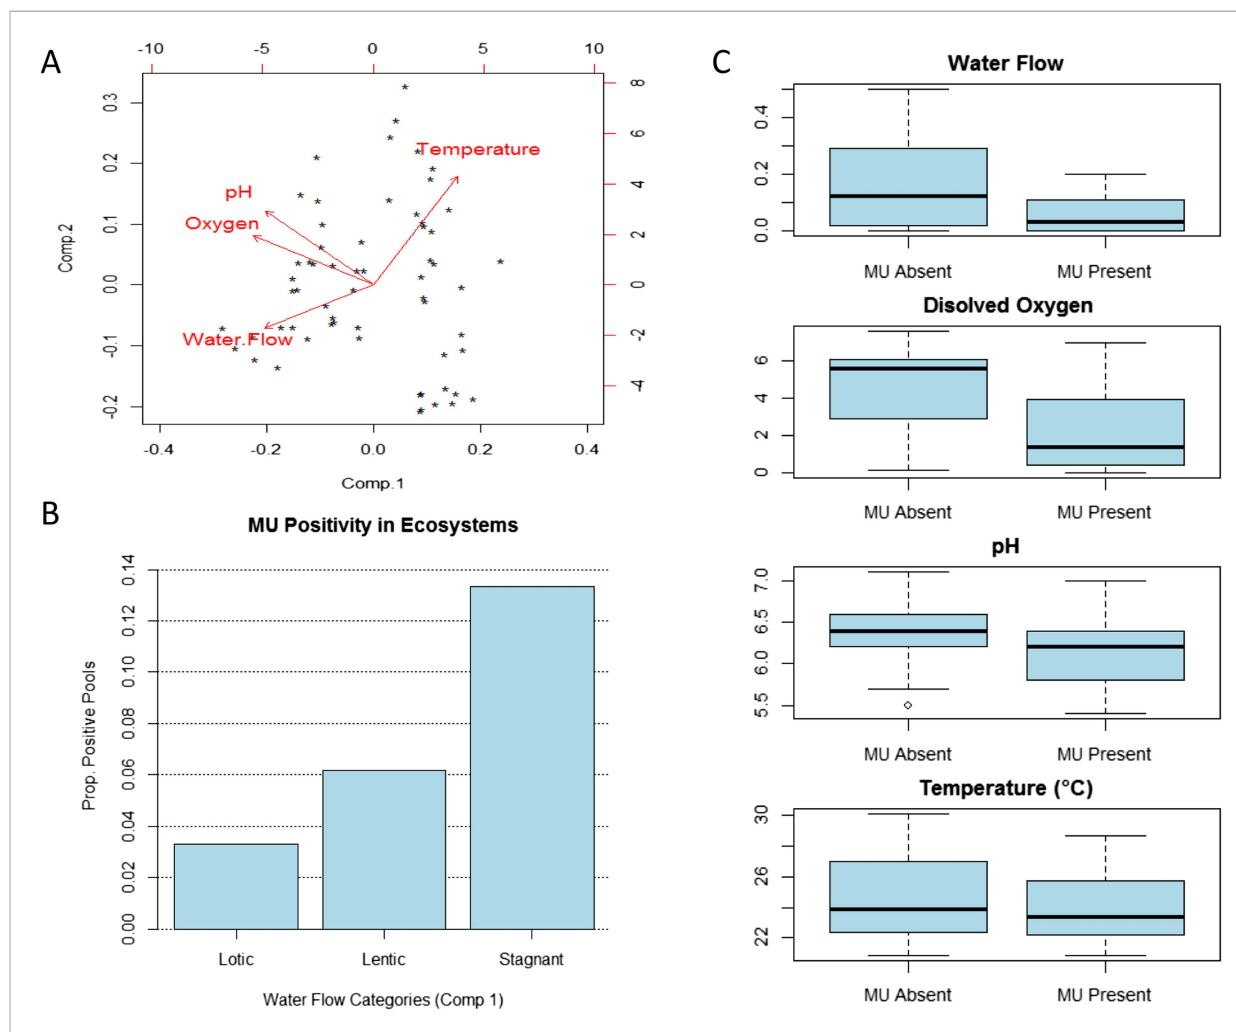 A
-10 -5 0 5 10
Comp.2
0.3
0.2
0.1
0.0
-0.1
-0.2
8
6
4
2
0
-2
-4
Temperature
pH
Oxygen
Water.Flow
-0.4 -0.2 0.0 0.2 0.4
Comp.1
B
MU Positivity in Ecosystems
Prop. Positive Pools
0.14
0.12
0.10
0.08
0.06
0.04
0.02
0.00
Lotic Lentic Stagnant
Water Flow Categories (Comp 1)
C
Water Flow
0.4
0.2
0.0
MU Absent MU Present
Disolved Oxygen
6
4
2
0
MU Absent MU Present
pH
7.0
6.5
6.0
5.5
MU Absent MU Present
Temperature (°C)
30
26
22
MU Absent MU Present